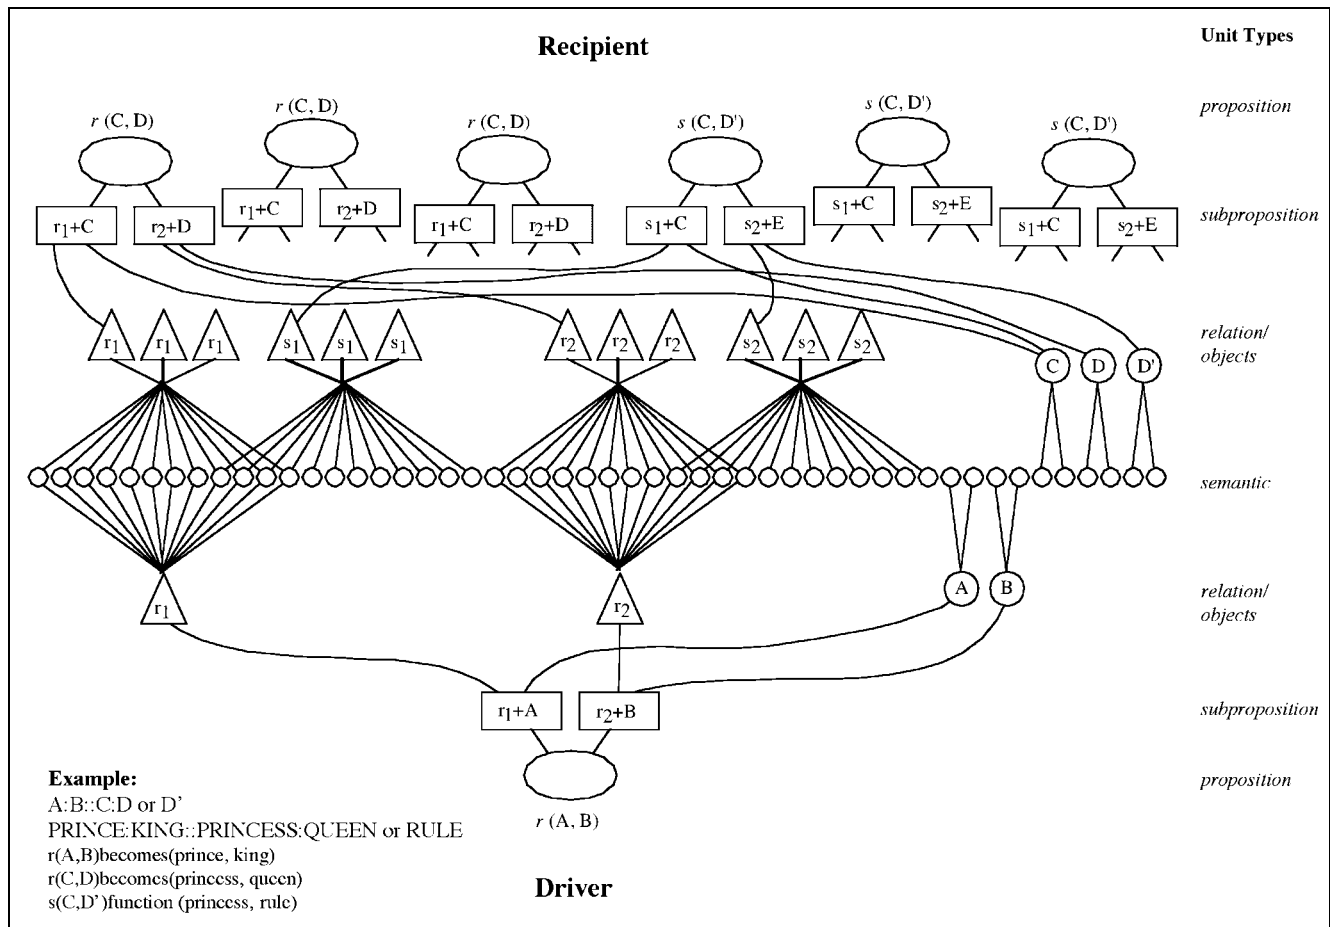 Recipient
Unit Types
r (C, D)
r (C, D)
r (C, D)
s (C, D')
s (C, D')
s (C, D')
proposition
r1+C
r2+D
r1+C
r2+D
r1+C
r2+D
s1+C
s2+E
s1+C
s2+E
s1+C
s2+E
subproposition
r1
r1
r1
s1
s1
s1
r2
r2
r2
s2
s2
s2
C
D
D'
relation/
objects
semantic
r1
r2
A
B
relation/
objects
r1+A
r2+B
subproposition
proposition
r (A, B)
Example:
A:B::C:D or D’
PRINCE:KING::PRINCESS:QUEEN or RULE
r(A,B)becomes(prince, king)
r(C,D)becomes(princess, queen)
s(C,D’)function (princess, rule)
Driver